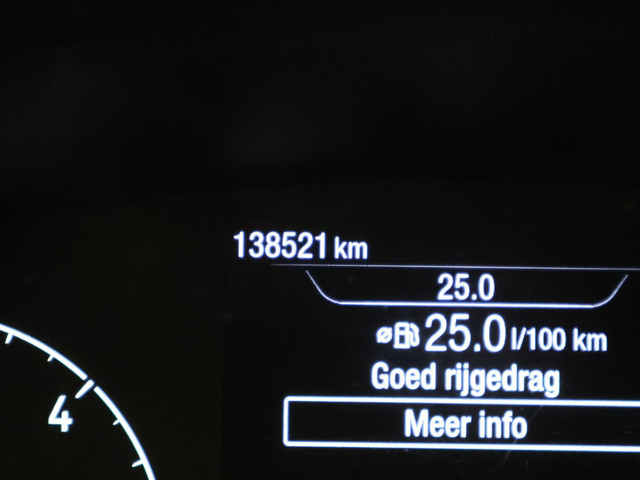 138521 km
25.0
ø 25.0 l/100 km
Goed rijgedrag
4
Meer info